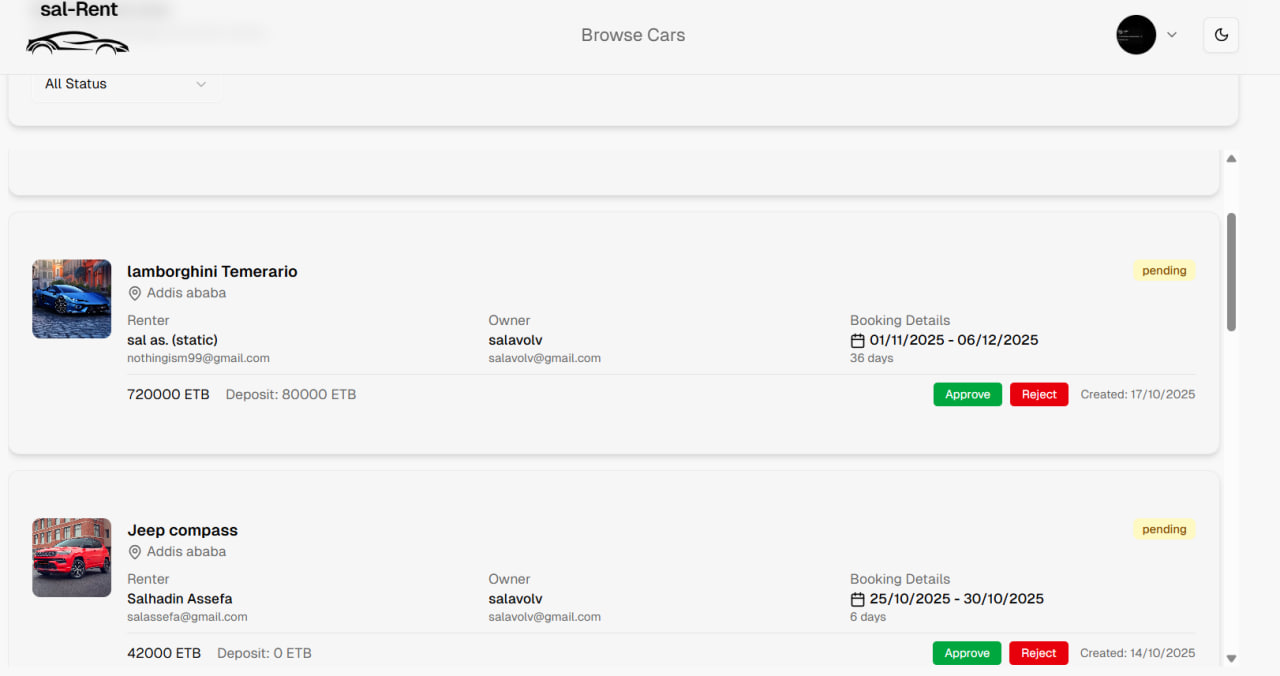 sal-Rent
Browse Cars
All Status
lamborghini Temerario
pending
Addis ababa
Renter
Owner
Booking Details
sal as. (static)
salavolv
01/11/2025 - 06/12/2025
nothingism99@gmail.com
salavolv@gmail.com
36 days
720000 ETB
Deposit: 80000 ETB
Approve
Reject
Created: 17/10/2025
Jeep compass
pending
Addis ababa
Renter
Owner
Booking Details
Salhadin Assefa
salavolv
25/10/2025 - 30/10/2025
salassefa@gmail.com
salavolv@gmail.com
6 days
42000 ETB
Deposit: 0 ETB
Approve
Reject
Created: 14/10/2025